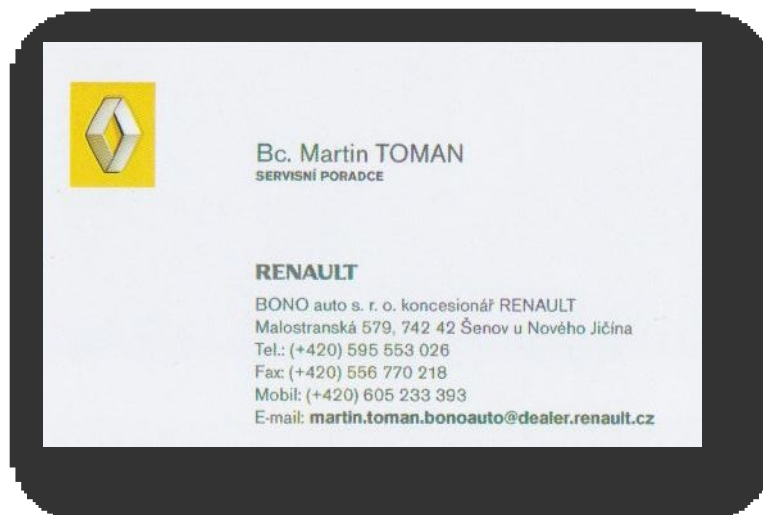 Bc. Martin TOMAN
SERVISNÍ PORADCE
RENAULT
BONO auto s. r. o. koncesionář RENAULT
Malostranská 579, 742 42 Šenov u Nového Jičína
Tel.: (+420) 595 553 026
Fax: (+420) 556 770 218
Mobil: (+420) 605 233 393
E-mail: martin.toman.bonoauto@dealer.renault.cz